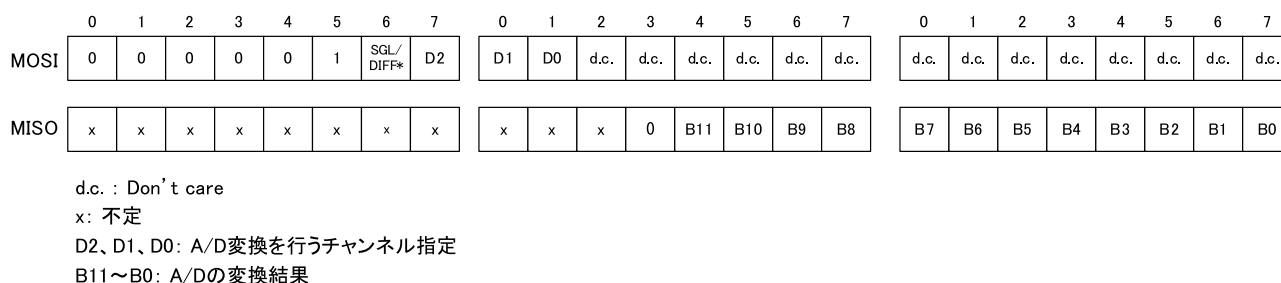 0 1 2 3 4 5 6 7 0 1 2 3 4 5 6 7 0 1 2 3 4 5 6 7
MOSI 0 0 0 0 0 1 SGL/DIFF* D2 D1 D0 d.c. d.c. d.c. d.c. d.c. d.c. d.c. d.c. d.c. d.c. d.c. d.c. d.c. d.c.
MISO x x x x x x x x x x x 0 B11 B10 B9 B8 B7 B6 B5 B4 B3 B2 B1 B0
d.c. : Don't care
x: 不定
D2、D1、D0: A/D変換を行うチャンネル指定
B11～B0: A/Dの変換結果